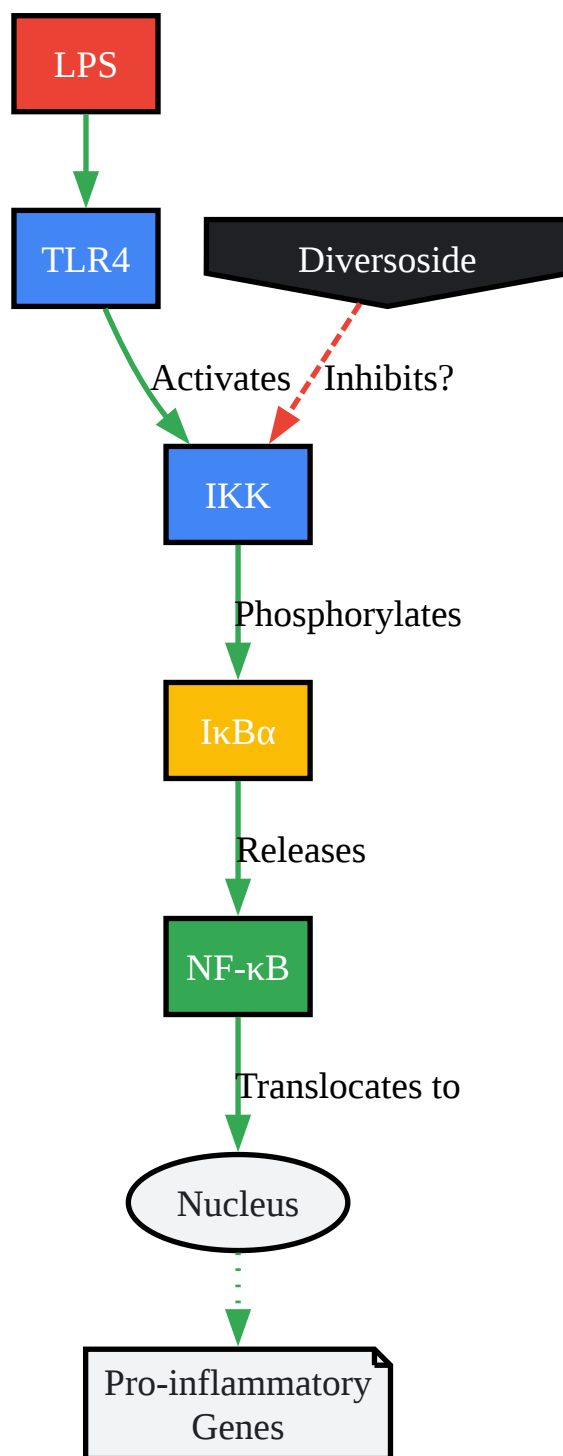 LPS
TLR4
Diversoside
Activates
Inhibits?
IKK
Phosphorylates
IκBα
Releases
NF-κB
Translocates to
Nucleus
Pro-inflammatory
Genes